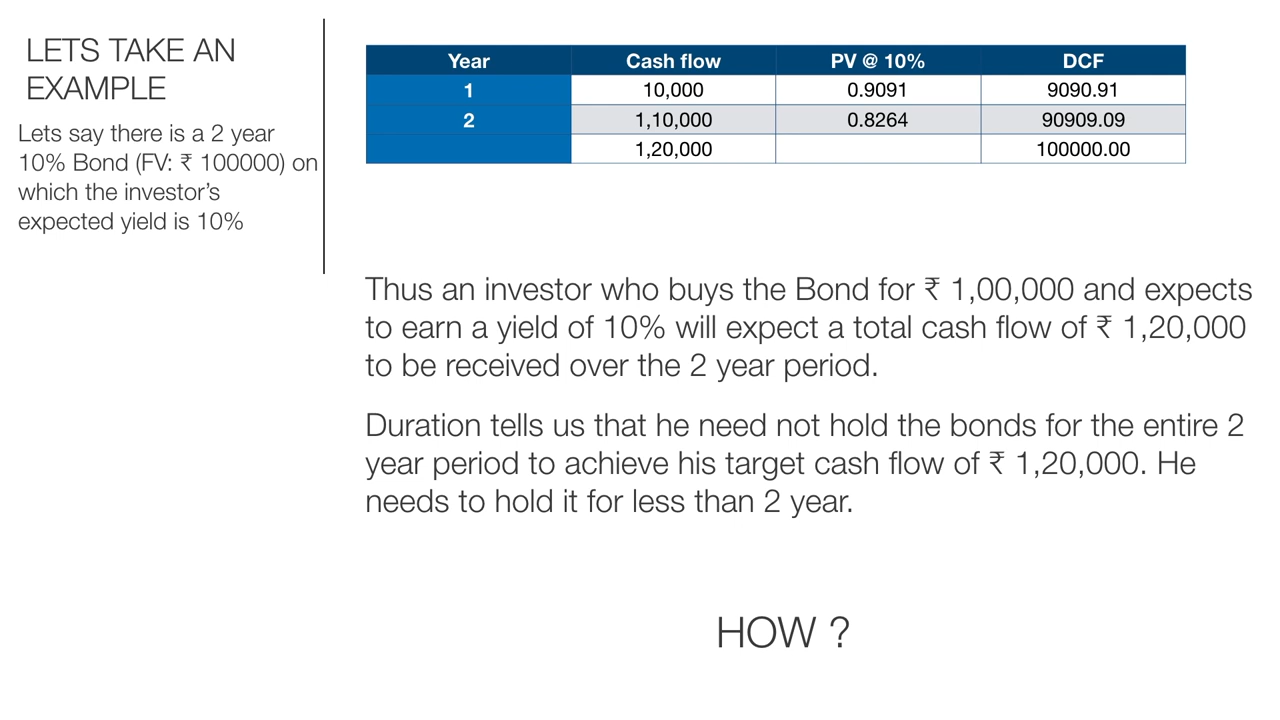 LETS TAKE AN
EXAMPLE
Lets say there is a 2 year
10% Bond (FV: ₹ 100000) on
which the investor’s
expected yield is 10%
Year Cash flow PV @ 10% DCF
1 10,000 0.9091 9090.91
2 1,10,000 0.8264 90909.09
1,20,000 100000.00
Thus an investor who buys the Bond for ₹ 1,00,000 and expects
to earn a yield of 10% will expect a total cash flow of ₹ 1,20,000
to be received over the 2 year period.
Duration tells us that he need not hold the bonds for the entire 2
year period to achieve his target cash flow of ₹ 1,20,000. He
needs to hold it for less than 2 year.
HOW ?